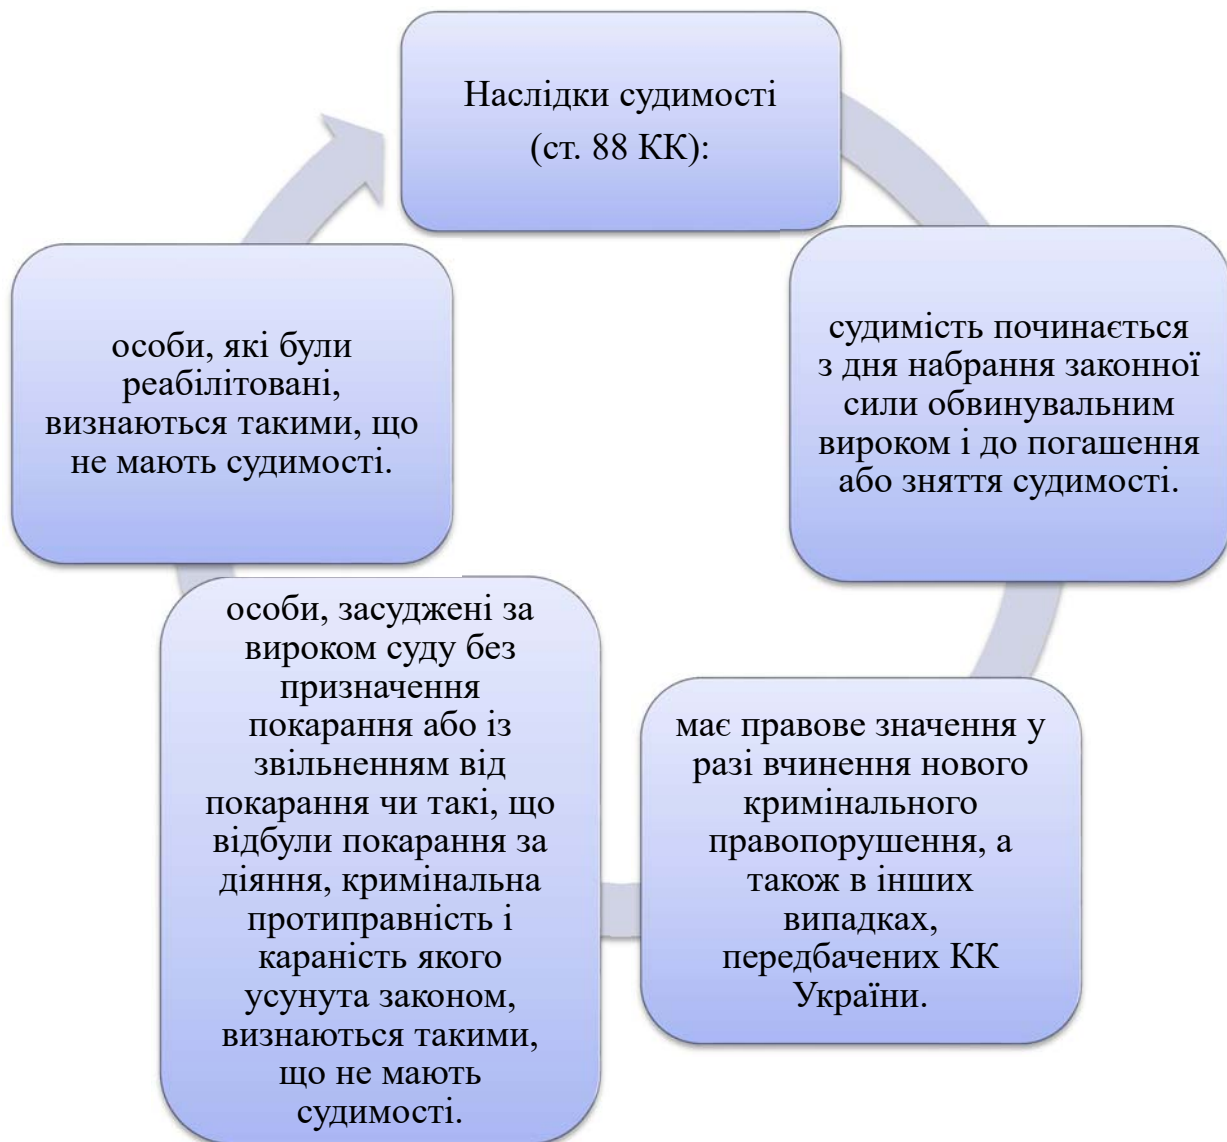 Наслідки судимості
(ст. 88 КК):
судимість починається
з дня набрання законної
сили обвинувальним
вироком і до погашення
або зняття судимості.
має правове значення у
разі вчинення нового
кримінального
правопорушення, а
також в інших
випадках,
передбачених КК
України.
особи, засуджені за
вироком суду без
призначення
покарання або із
звільненням від
покарання чи такі, що
відбули покарання за
діяння, кримінальна
протиправність і
караність якого
усунута законом,
визнаються такими,
що не мають
судимості.
особи, які були
реабілітовані,
визнаються такими, що
не мають судимості.